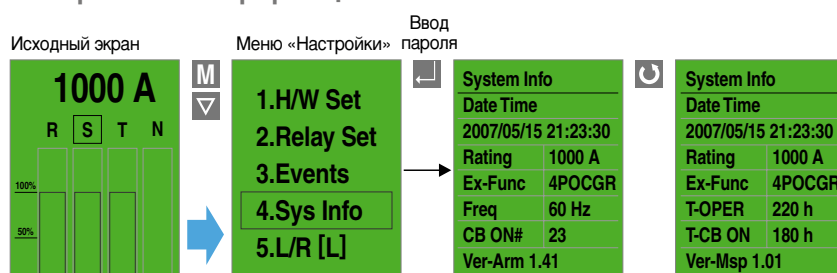 Ввод
Исходный экран
Меню «Настройки»
пароля
1000 A
R S T N
100%
50%
M
1.H/W Set
2.Relay Set
3.Events
4.Sys Info
5.L/R [L]
System Info
Date Time
2007/05/15 21:23:30
Rating 1000 A
Ex-Func 4POCGR
Freq 60 Hz
CB ON# 23
Ver-Arm 1.41
System Info
Date Time
2007/05/15 21:23:30
Rating 1000 A
Ex-Func 4POCGR
T-OPER 220 h
T-CB ON 180 h
Ver-Msp 1.01